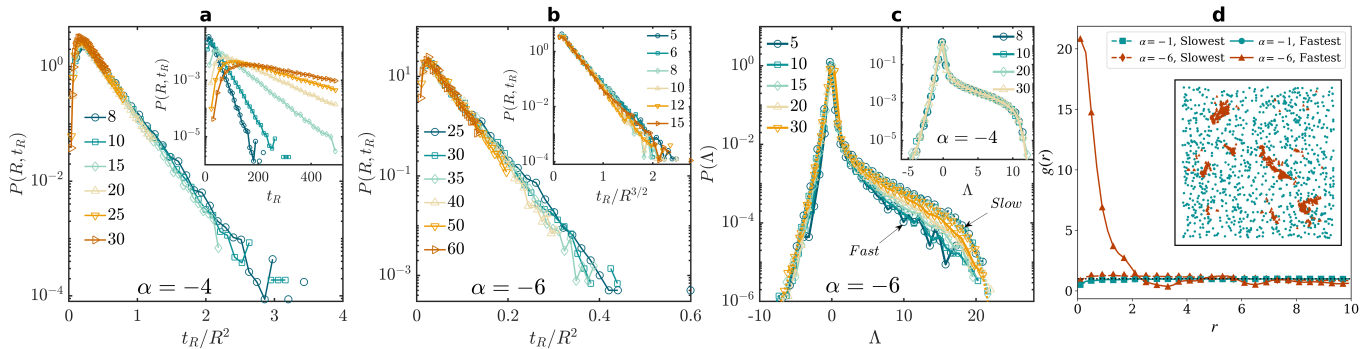 a
P(R, t_R)
10^0
10^-2
10^-4
0
1
2
3
4
t_R/R^2
8
10
15
20
25
30
α = −4
P(R, t_R)
10^-1
10^-3
10^-5
0
200
400
t_R
b
P(R, t_R)
10^1
10^-1
10^-3
0
0.2
0.4
0.6
t_R/R^2
25
30
35
40
50
60
α = −6
P(R, t_R)
10^0
10^-2
10^-4
0
1
2
t_R/R^{3/2}
5
6
8
10
12
15
c
P(Λ)
10^0
10^-2
10^-4
10^-6
-10
0
10
20
Λ
5
10
15
20
30
Slow
Fast
α = −6
10^-1
10^-3
10^-5
-5
0
5
10
Λ
8
10
20
30
α = −4
d
g(r)
20
15
10
5
0
0
2
4
6
8
10
r
α = −1, Slowest
α = −6, Slowest
α = −1, Fastest
α = −6, Fastest